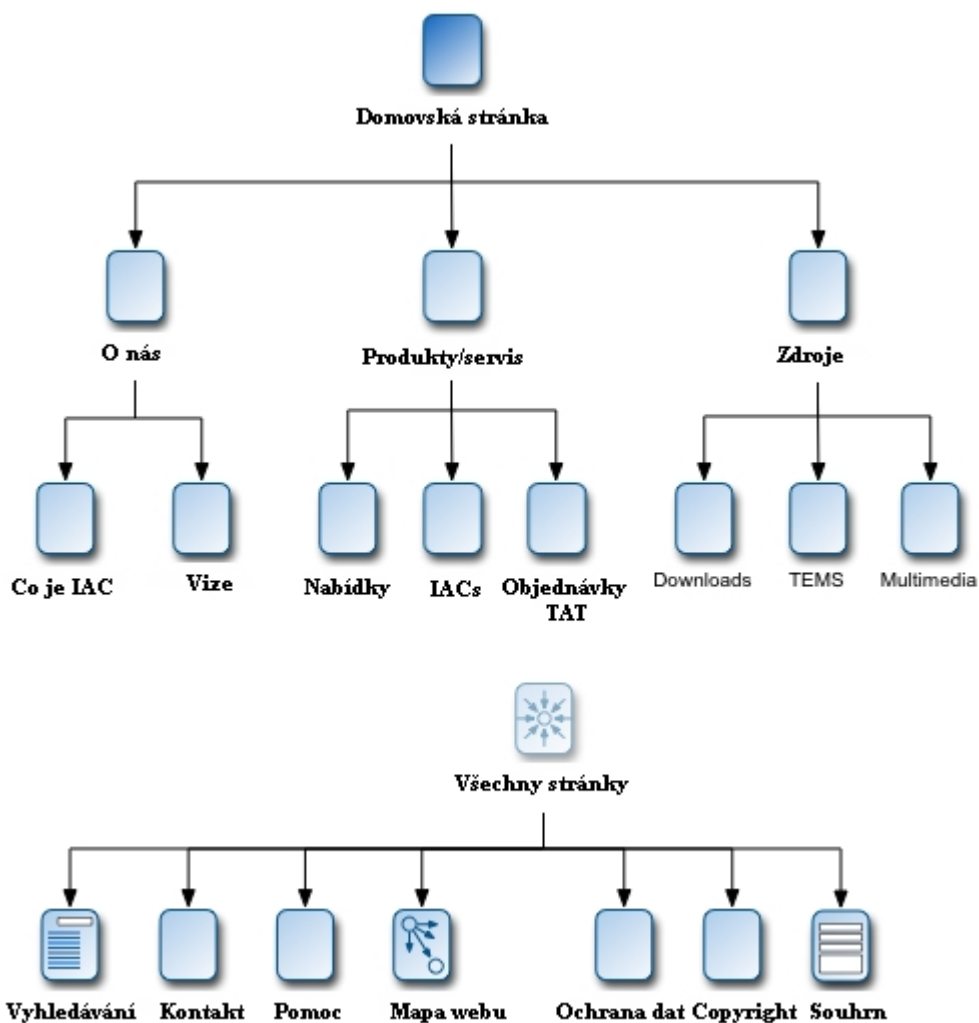 Domovská stránka
O nás
Produkty/servis
Zdroje
Co je IAC
Vize
Nabídky
IACs
Objednávky
TAT
Downloads
TEMS
Multimedia
Všechny stránky
Vyhledávání
Kontakt
Pomoc
Mapa webu
Ochrana dat
Copyright
Souhrn